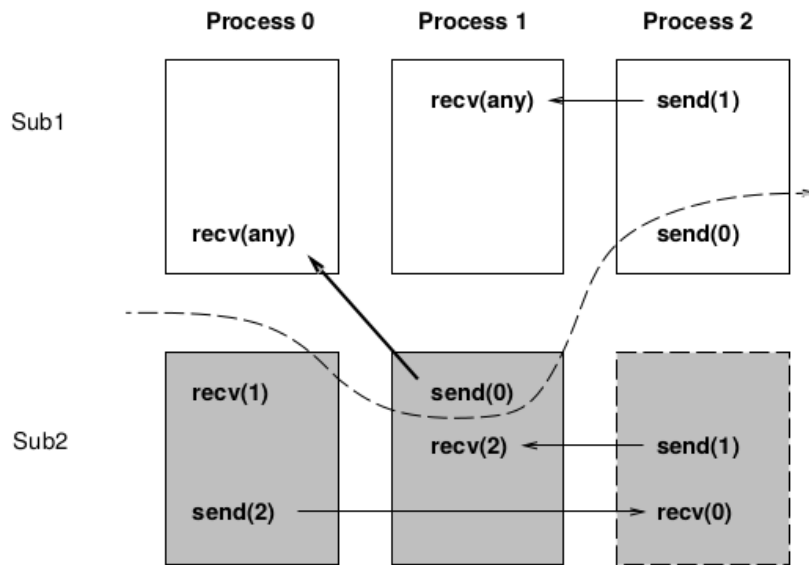 Process 0 Process 1 Process 2
Sub1
recv(any) send(1)
recv(any) send(0)
recv(1) send(0)
Sub2
recv(2) send(1)
send(2) recv(0)